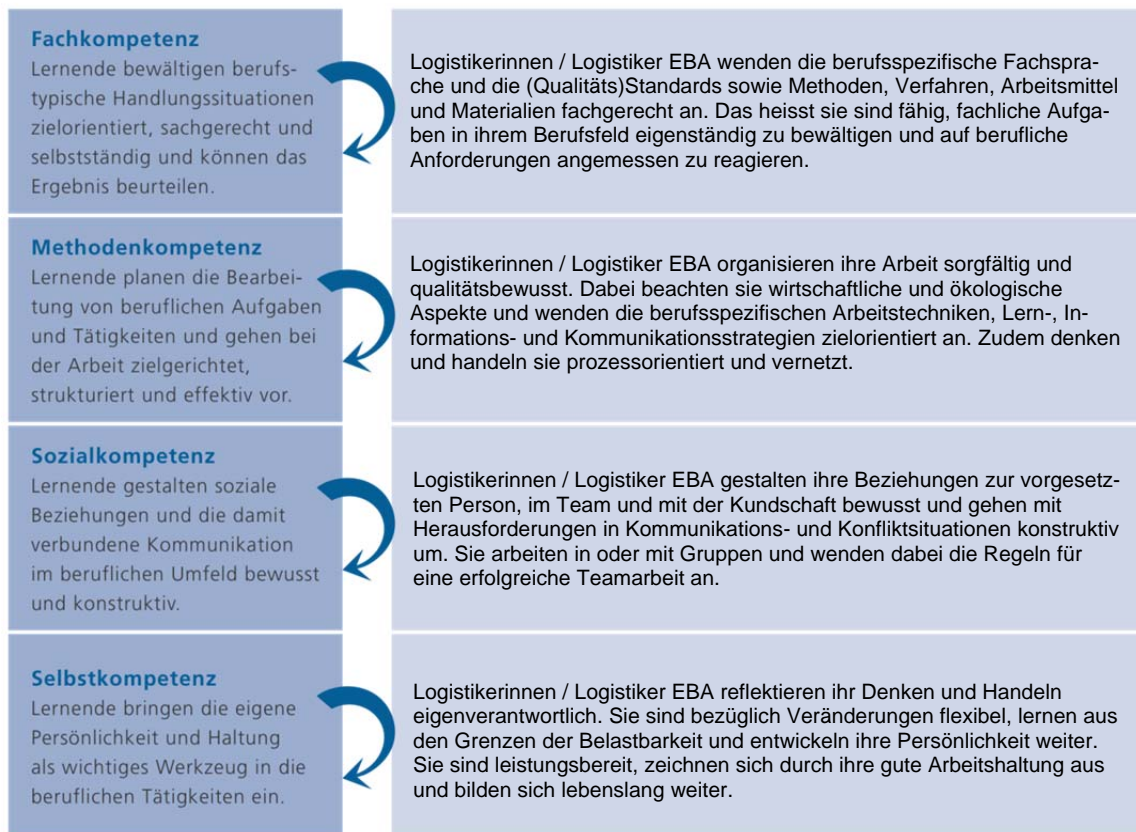 Fachkompetenz
Lernende bewältigen berufs-
typische Handlungssituationen
zielorientiert, sachgerecht und
selbstständig und können das
Ergebnis beurteilen.
Logistikerinnen / Logistiker EBA wenden die berufsspezifische Fachspra-
che und die (Qualitäts)Standards sowie Methoden, Verfahren, Arbeitsmittel
und Materialien fachgerecht an. Das heisst sie sind fähig, fachliche Aufga-
ben in ihrem Berufsfeld eigenständig zu bewältigen und auf berufliche
Anforderungen angemessen zu reagieren.
Methodenkompetenz
Lernende planen die Bearbei-
tung von beruflichen Aufgaben
und Tätigkeiten und gehen bei
der Arbeit zielgerichtet,
strukturiert und effektiv vor.
Logistikerinnen / Logistiker EBA organisieren ihre Arbeit sorgfältig und
qualitätsbewusst. Dabei beachten sie wirtschaftliche und ökologische
Aspekte und wenden die berufsspezifischen Arbeitstechniken, Lern-, In-
formations- und Kommunikationsstrategien zielorientiert an. Zudem denken
und handeln sie prozessorientiert und vernetzt.
Sozialkompetenz
Lernende gestalten soziale
Beziehungen und die damit
verbundene Kommunikation
im beruflichen Umfeld bewusst
und konstruktiv.
Logistikerinnen / Logistiker EBA gestalten ihre Beziehungen zur vorgesetz-
ten Person, im Team und mit der Kundschaft bewusst und gehen mit
Herausforderungen in Kommunikations- und Konfliktsituationen konstruktiv
um. Sie arbeiten in oder mit Gruppen und wenden dabei die Regeln für
eine erfolgreiche Teamarbeit an.
Selbstkompetenz
Lernende bringen die eigene
Persönlichkeit und Haltung
als wichtiges Werkzeug in die
beruflichen Tätigkeiten ein.
Logistikerinnen / Logistiker EBA reflektieren ihr Denken und Handeln
eigenverantwortlich. Sie sind bezüglich Veränderungen flexibel, lernen aus
den Grenzen der Belastbarkeit und entwickeln ihre Persönlichkeit weiter.
Sie sind leistungsbereit, zeichnen sich durch ihre gute Arbeitshaltung aus
und bilden sich lebenslang weiter.